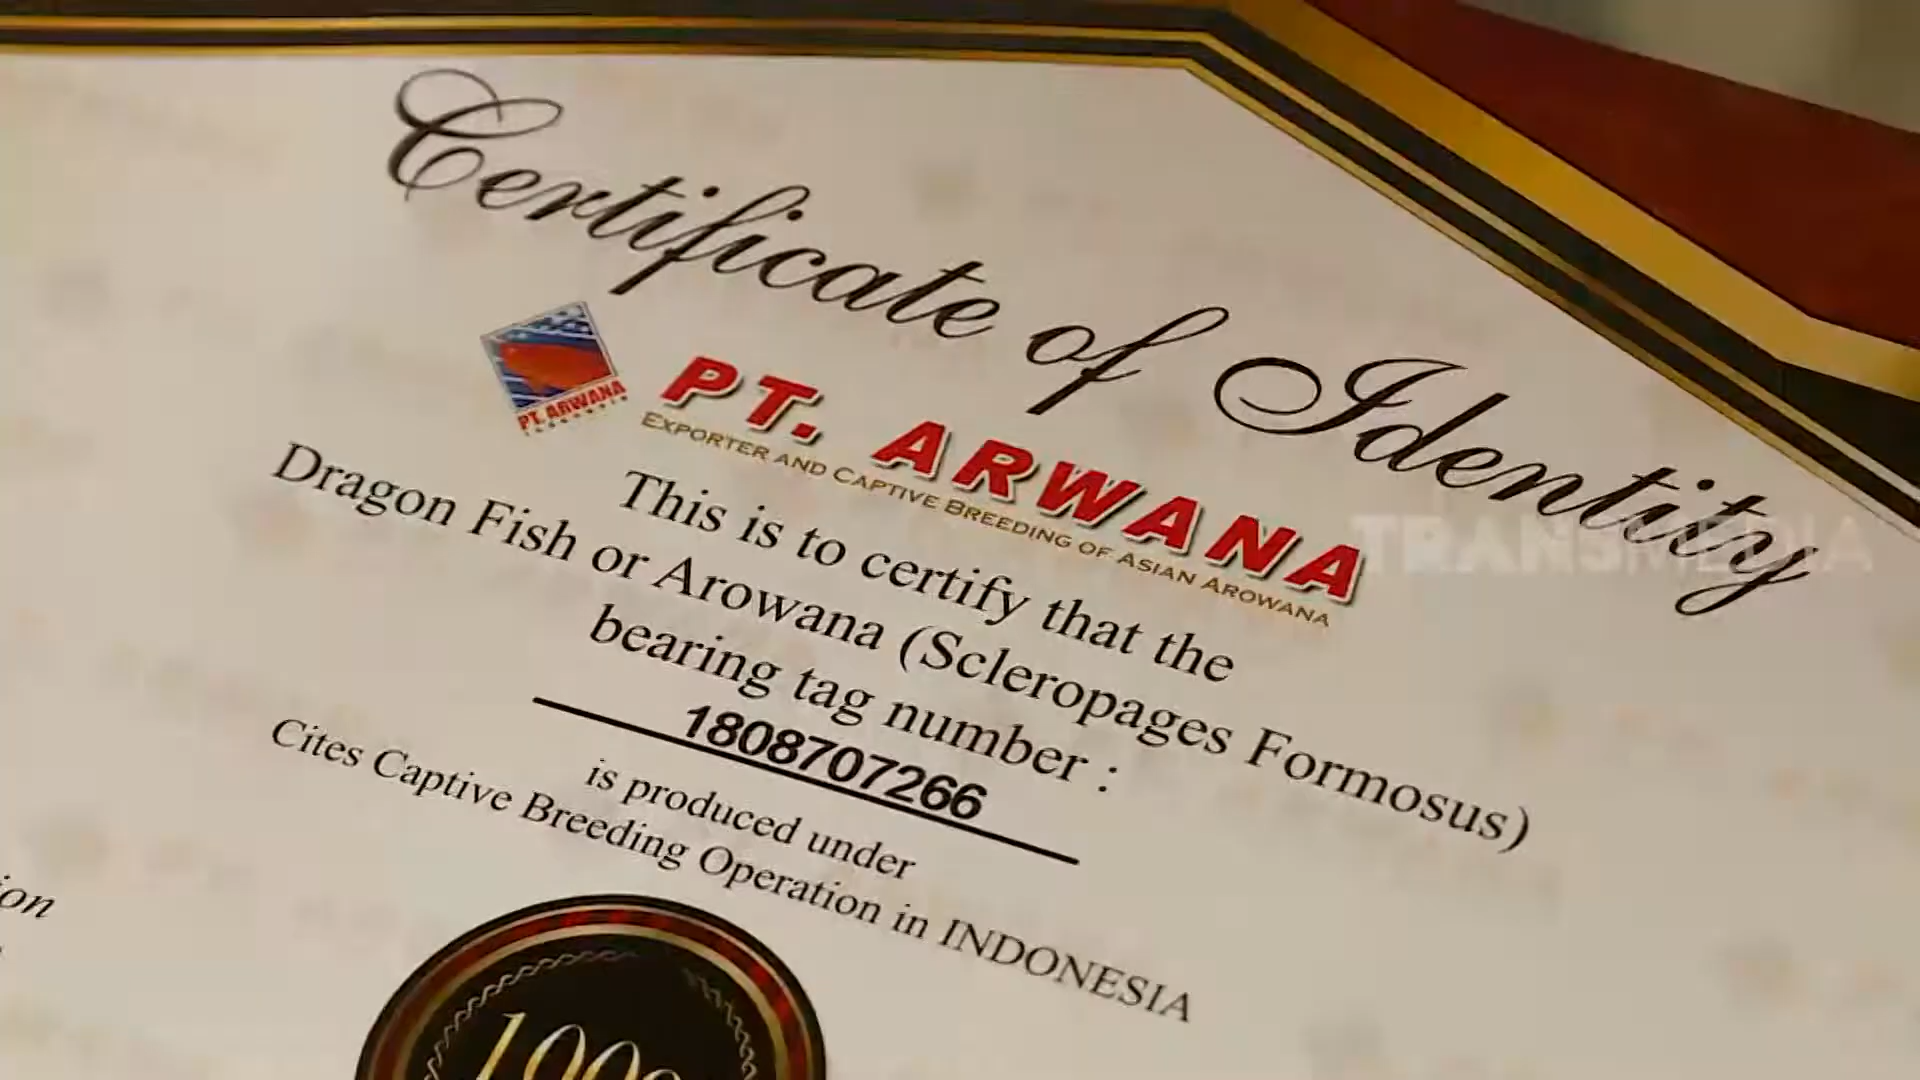 Certificate of Identity
PT. ARWANA
PT. ARWANA
EXPORTER AND CAPTIVE BREEDING OF ASIAN AROWANA
This is to certify that the
Dragon Fish or Arowana (Scleropages Formosus)
bearing tag number :
1808707266
is produced under
Cites Captive Breeding Operation in INDONESIA
TRANSMEDIA